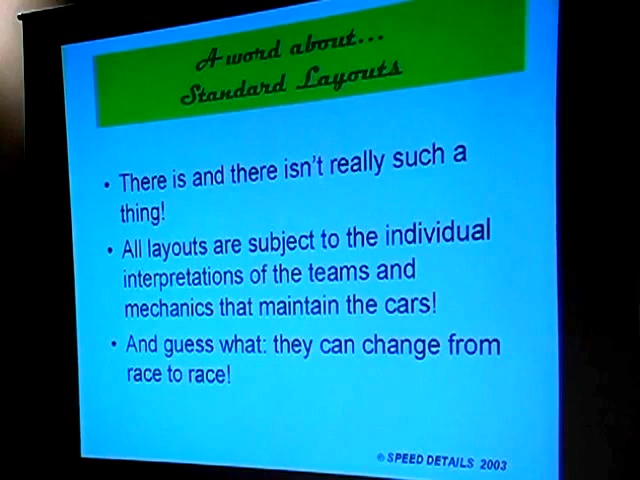 A word about...
Standard Layouts
• There is and there isn't really such a
thing!
• All layouts are subject to the individual
interpretations of the teams and
mechanics that maintain the cars!
• And guess what: they can change from
race to race!
© SPEED DETAILS 2003